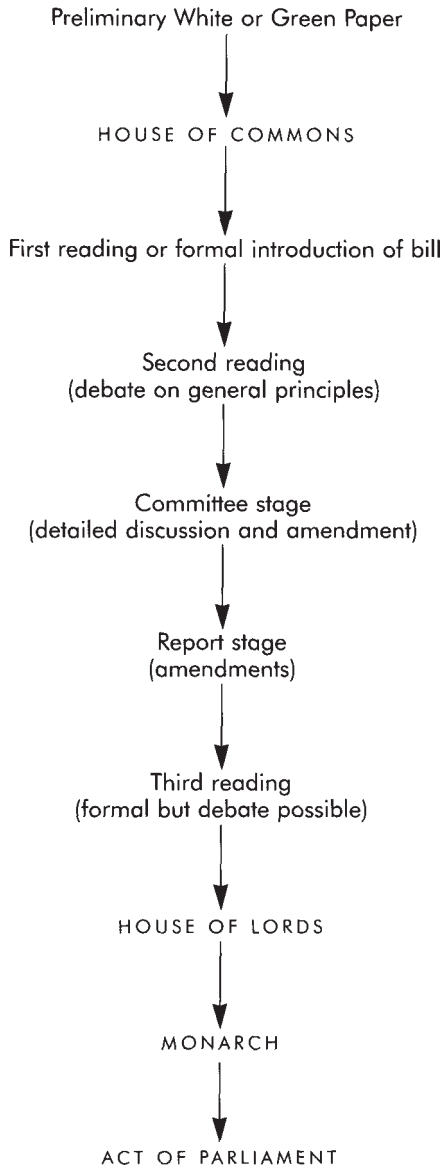 Preliminary White or Green Paper
HOUSE OF COMMONS
First reading or formal introduction of bill
Second reading
(debate on general principles)
Committee stage
(detailed discussion and amendment)
Report stage
(amendments)
Third reading
(formal but debate possible)
HOUSE OF LORDS
MONARCH
ACT OF PARLIAMENT